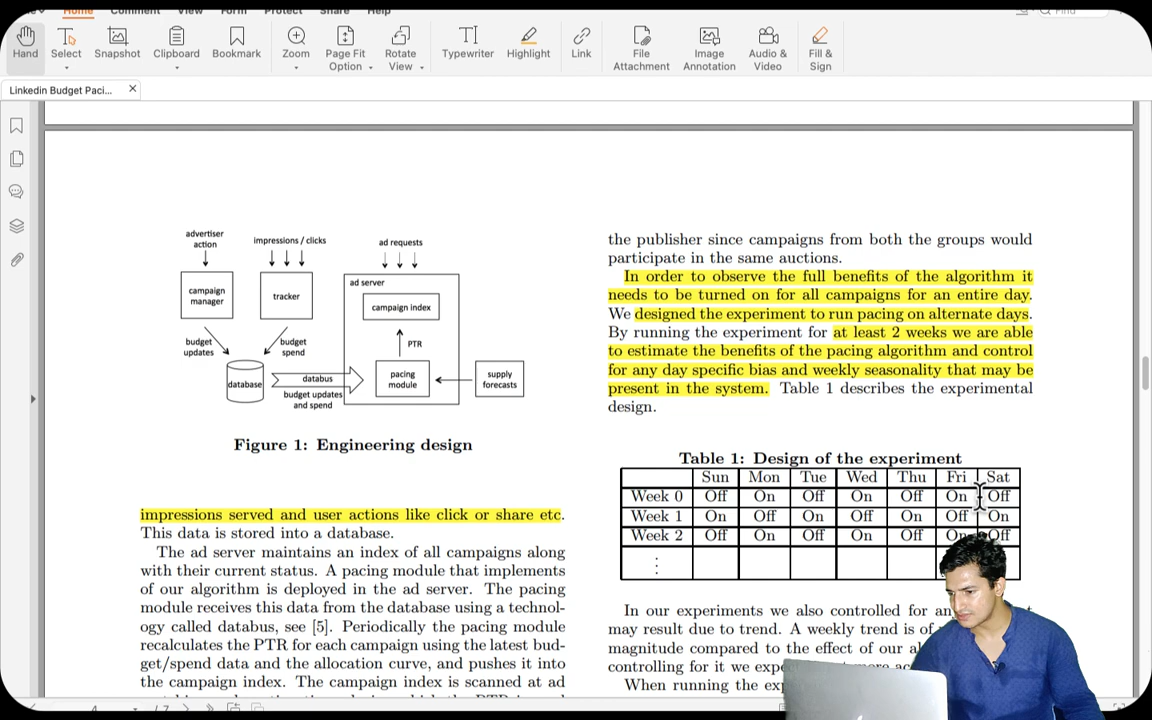 Home Comment View Form Protect Share Help
Find
Hand Select Snapshot Clipboard Bookmark Zoom Page Fit Option Rotate View Typewriter Highlight Link File Attachment Image Annotation Audio & Video Fill & Sign
Linkedin Budget Paci...
advertiser action
impressions / clicks
ad requests
ad server
campaign manager
tracker
campaign index
budget updates
budget spend
PTR
database
databus
budget updates and spend
pacing module
supply forecasts
Figure 1: Engineering design
impressions served and user actions like click or share etc.
This data is stored into a database.
The ad server maintains an index of all campaigns along
with their current status. A pacing module that implements
of our algorithm is deployed in the ad server. The pacing
module receives this data from the database using a technol-
ogy called databus, see [5]. Periodically the pacing module
recalculates the PTR for each campaign using the latest bud-
get/spend data and the allocation curve, and pushes it into
the campaign index. The campaign index is scanned at ad
the publisher since campaigns from both the groups would
participate in the same auctions.
In order to observe the full benefits of the algorithm it
needs to be turned on for all campaigns for an entire day.
We designed the experiment to run pacing on alternate days.
By running the experiment for at least 2 weeks we are able
to estimate the benefits of the pacing algorithm and control
for any day specific bias and weekly seasonality that may be
present in the system. Table 1 describes the experimental
design.
Table 1: Design of the experiment
Sun Mon Tue Wed Thu Fri Sat
Week 0 Off On Off On Off On Off
Week 1 On Off On Off On Off On
Week 2 Off On Off On Off On Off
⋮
In our experiments we also controlled for
may result due to trend. A weekly trend is of
magnitude compared to the effect of our
controlling for it we
When running the